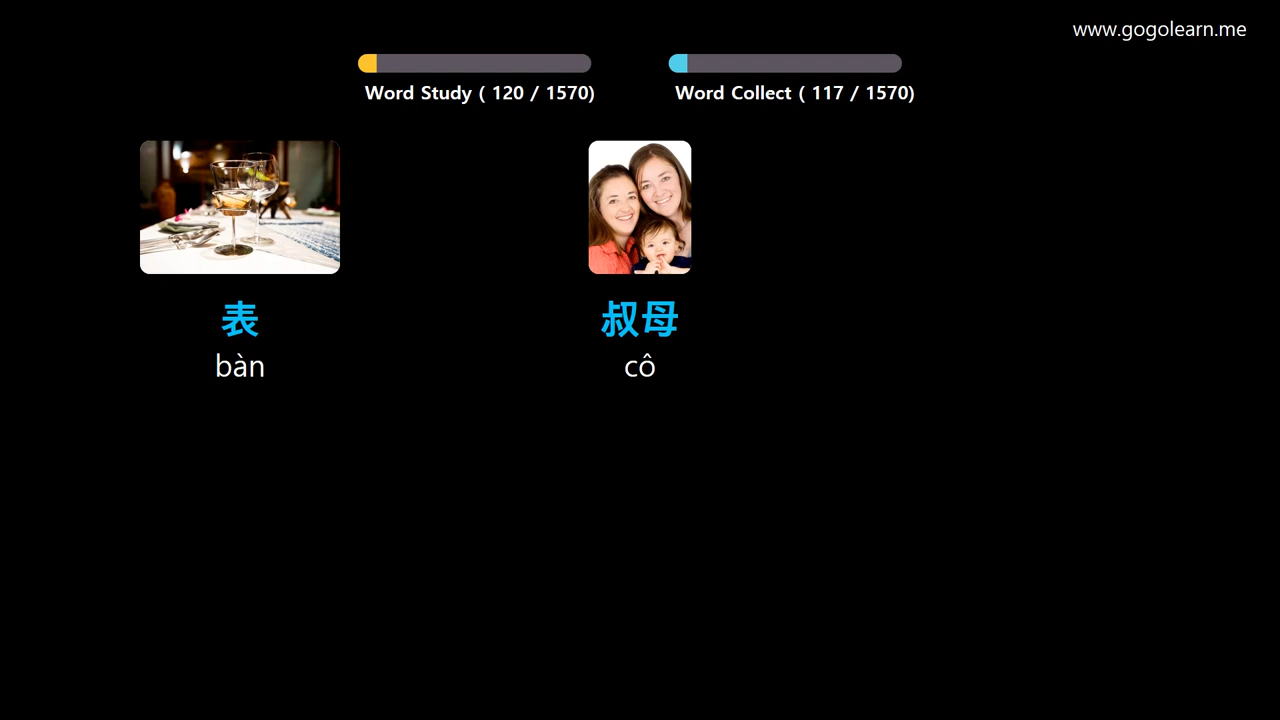 www.gogolearn.me
Word Study ( 120 / 1570)
Word Collect ( 117 / 1570)
表
bàn
叔母
cô